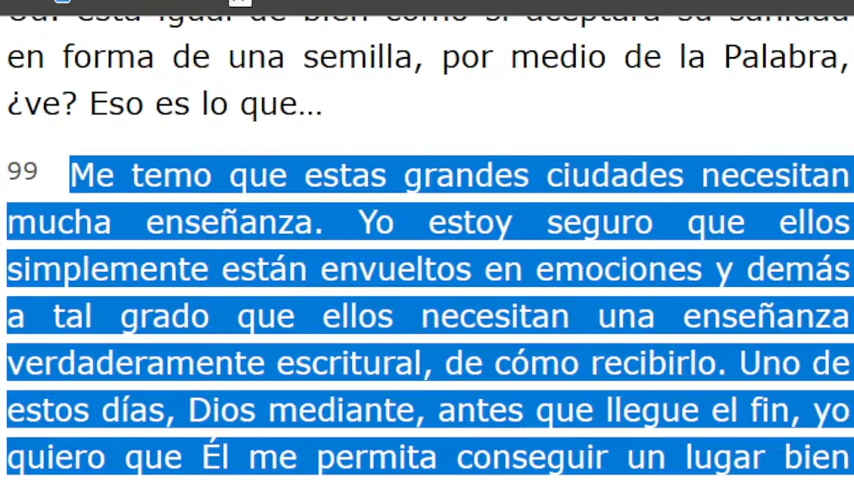 en forma de una semilla, por medio de la Palabra,
¿ve? Eso es lo que...
99 Me temo que estas grandes ciudades necesitan
mucha enseñanza. Yo estoy seguro que ellos
simplemente están envueltos en emociones y demás
a tal grado que ellos necesitan una enseñanza
verdaderamente escritural, de cómo recibirlo. Uno de
estos días, Dios mediante, antes que llegue el fin, yo
quiero que Él me permita conseguir un lugar bien